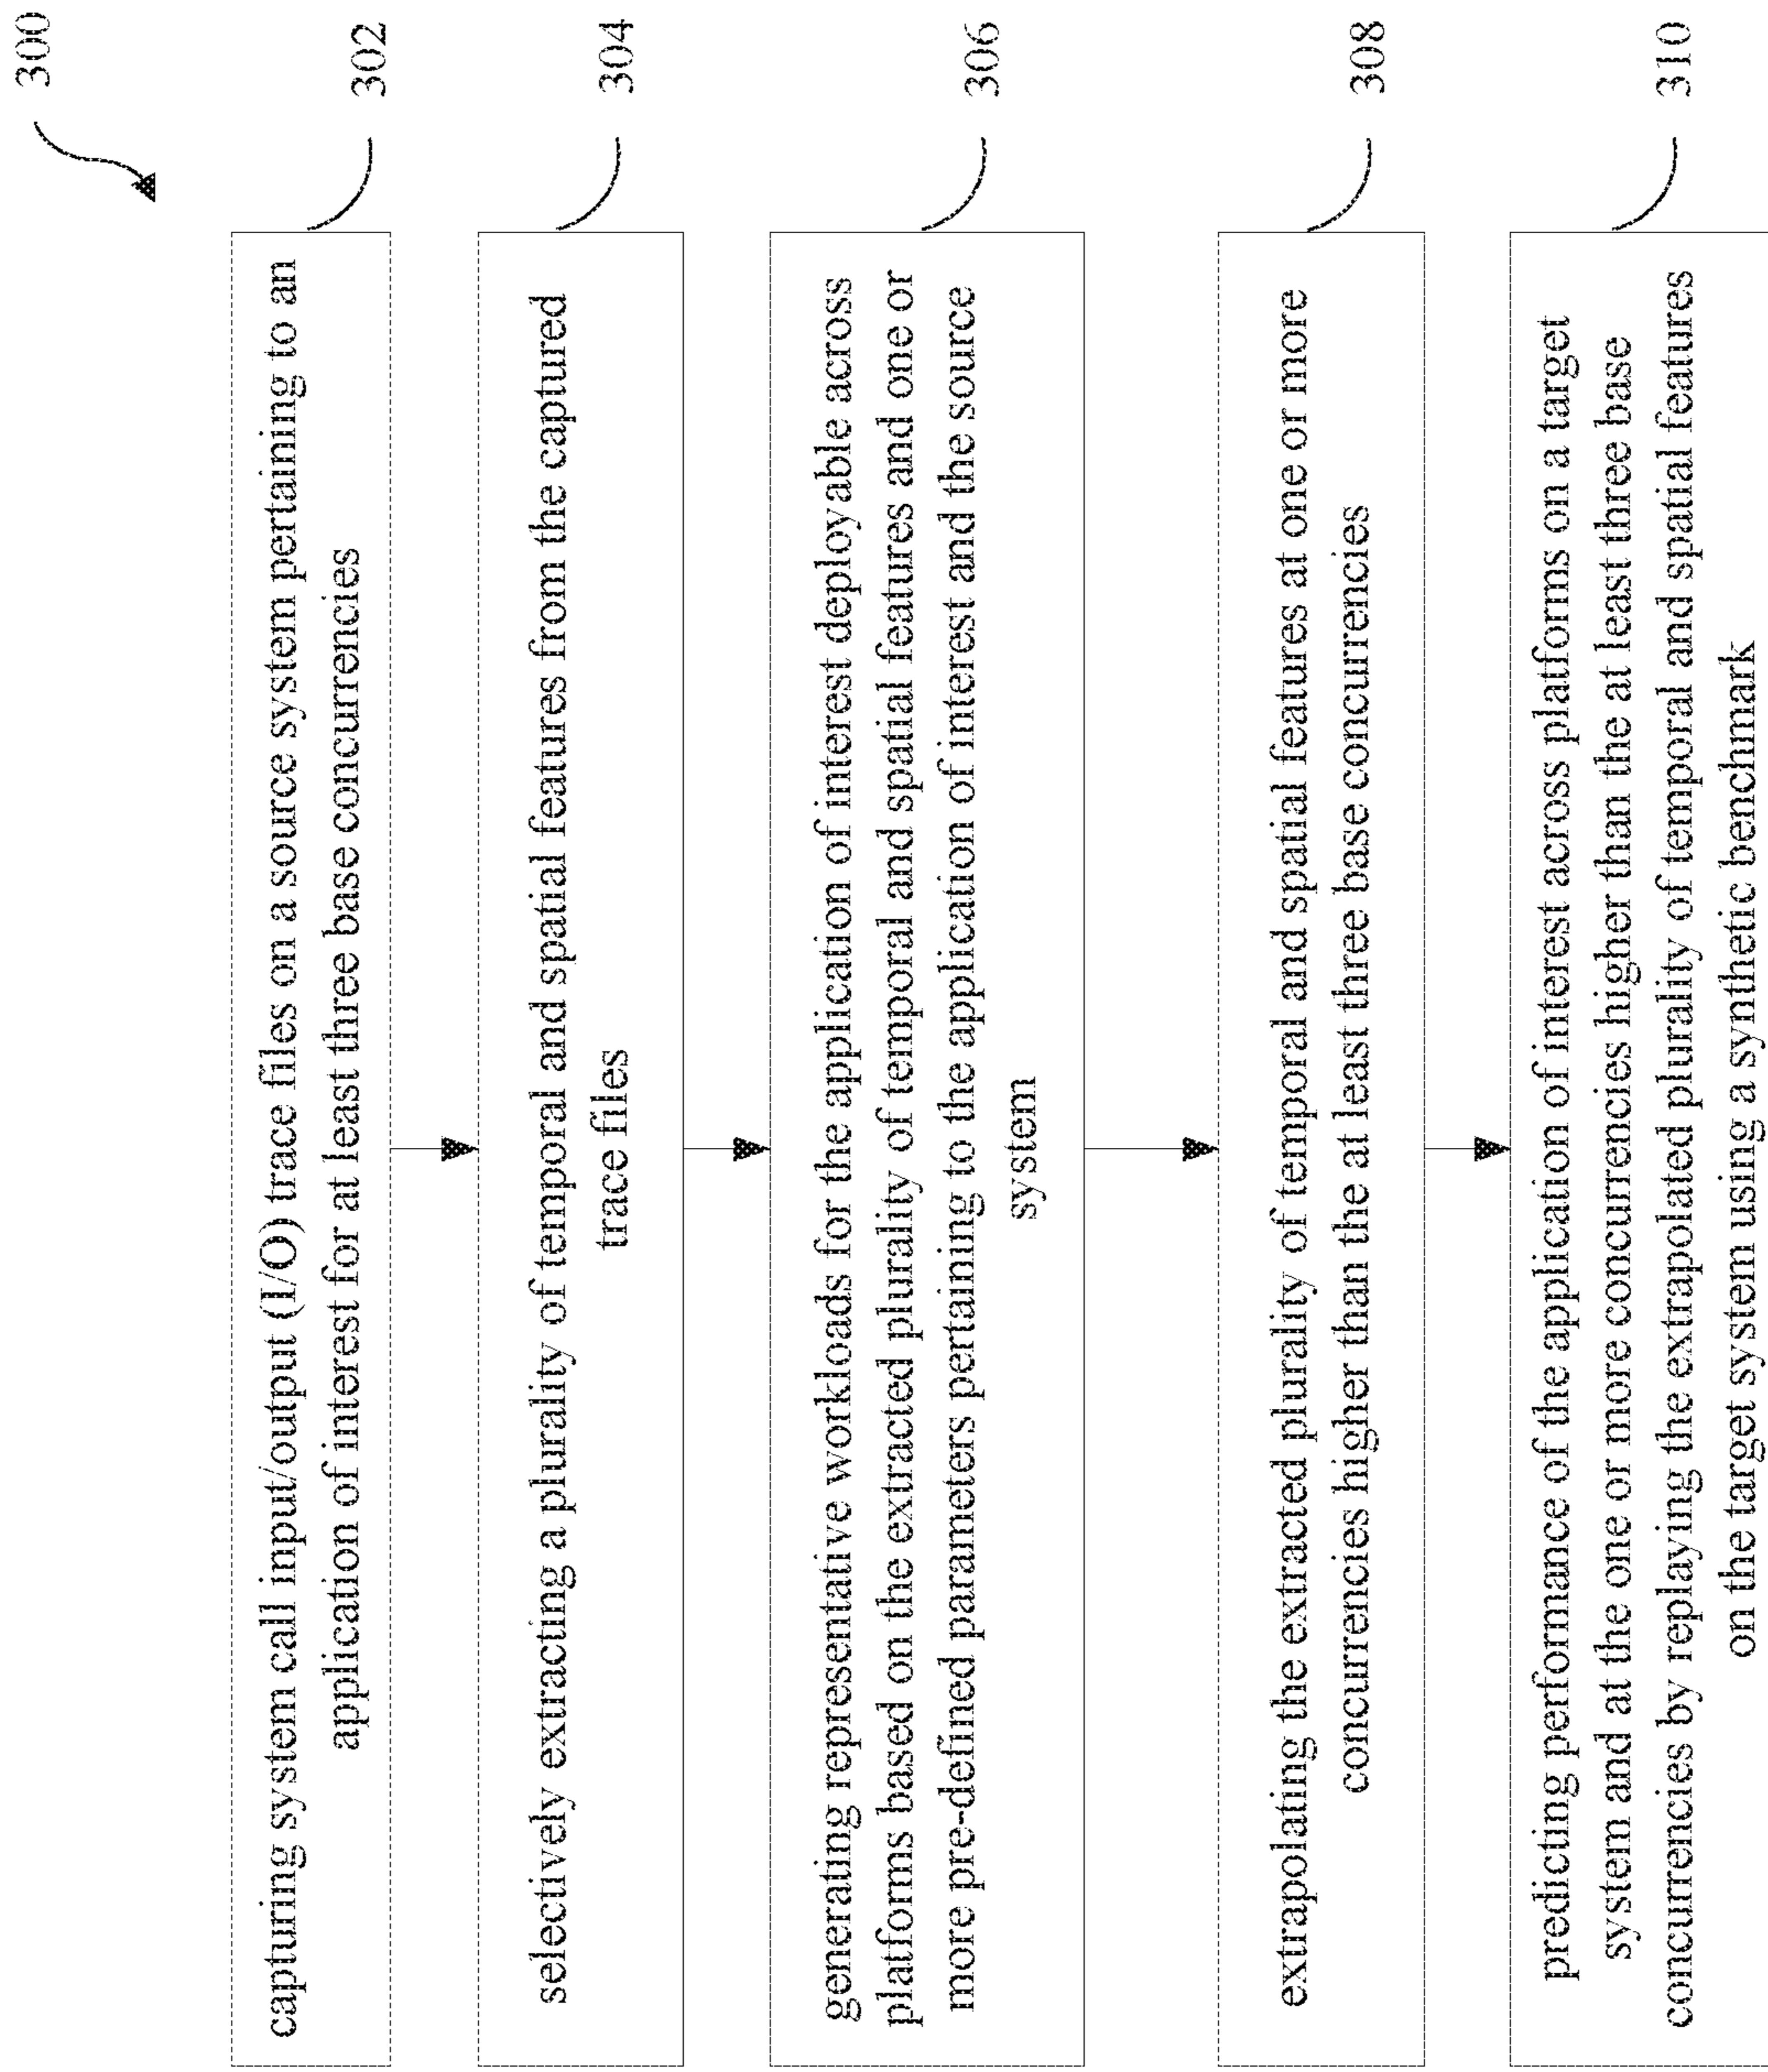 300
capturing system call input/output (I/O) trace files on a source system pertaining to an
application of interest for at least three base concurrencies
302
selectively extracting a plurality of temporal and spatial features from the captured
trace files
304
generating representative workloads for the application of interest deployable across
platforms based on the extracted plurality of temporal and spatial features and one or
more pre-defined parameters pertaining to the application of interest and the source
system
306
extrapolating the extracted plurality of temporal and spatial features at one or more
concurrencies higher than the at least three base concurrencies
308
predicting performance of the application of interest across platforms on a target
system and at the one or more concurrencies higher than the at least three base
concurrencies by replaying the extrapolated plurality of temporal and spatial features
on the target system using a synthetic benchmark
310